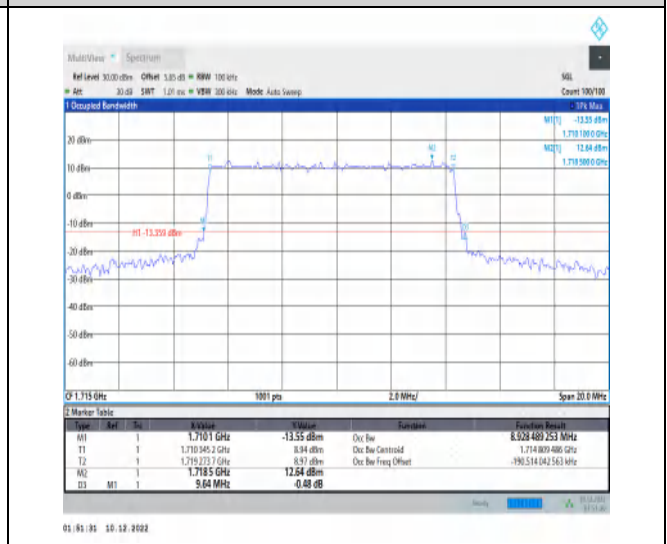 MultiView Spectrum
Ref Level 30.00 dBm Offset 5.85 dB RBW 100 kHz SGL
Att 30 dB SWT 1.01 ms VBW 300 kHz Mode Auto Sweep Count 100/100
1 Occupied Bandwidth 1Pk Max
M1[1] -13.55 dBm
1.710 100 0 GHz
M2[1] 12.64 dBm
1.718 500 0 GHz
20 dBm
M2
T1 T2
10 dBm
0 dBm
-10 dBm
H1 -13.359 dBm
-20 dBm
-30 dBm
-40 dBm
-50 dBm
-60 dBm
CF 1.715 GHz 1001 pts 2.0 MHz/ Span 20.0 MHz
2 Marker Table
Type Ref Trc X-Value Y-Value Function Function Result
M1 1 1.7101 GHz -13.55 dBm Occ Bw 8.928 489 253 MHz
T1 1 1.710 345 2 GHz 8.94 dBm Occ Bw Centroid 1.714 809 486 GHz
T2 1 1.719 273 7 GHz 8.97 dBm Occ Bw Freq Offset -190.514 042 563 kHz
M2 1 1.718 5 GHz 12.64 dBm
D3 M1 1 9.64 MHz -0.48 dB
Ready
01:51:31 10.12.2022